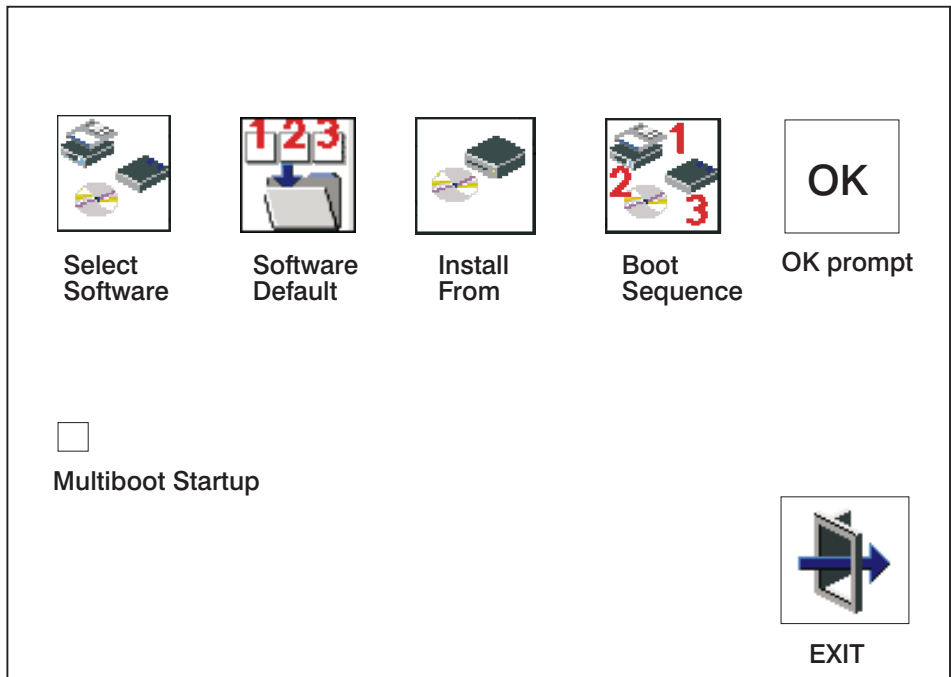 1 2 3
1
2
3
OK
Select
Software
Software
Default
Install
From
Boot
Sequence
OK prompt
Multiboot Startup
EXIT